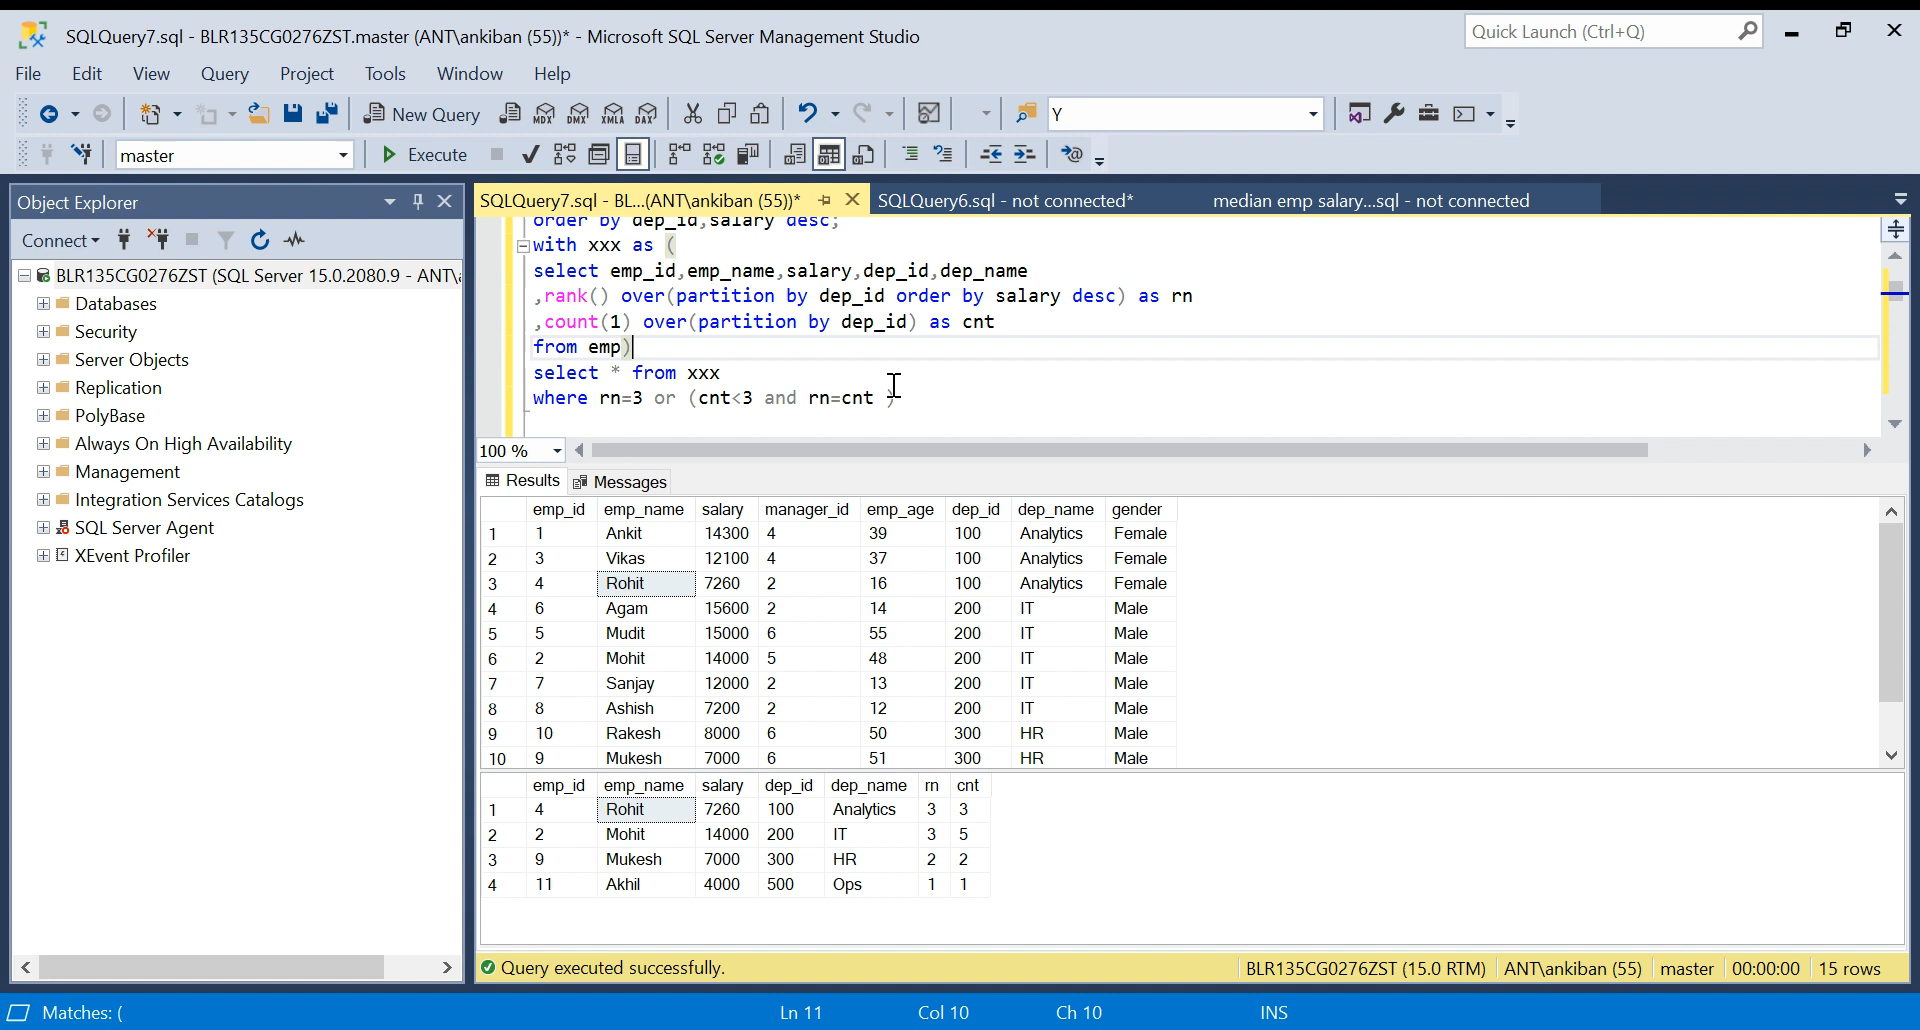 SQLQuery7.sql - BLR135CG0276ZST.master (ANT\ankiban (55))* - Microsoft SQL Server Management Studio
Quick Launch (Ctrl+Q)
File Edit View Query Project Tools Window Help
New Query MDX DMX XMLA DAX Y
master Execute
Object Explorer
SQLQuery7.sql - BL...(ANT\ankiban (55))* SQLQuery6.sql - not connected* median emp salary...sql - not connected
Connect
BLR135CG0276ZST (SQL Server 15.0.2080.9 - ANT\
Databases
Security
Server Objects
Replication
PolyBase
Always On High Availability
Management
Integration Services Catalogs
SQL Server Agent
XEvent Profiler
order by dep_id,salary desc;
with xxx as (
select emp_id,emp_name,salary,dep_id,dep_name
,rank() over(partition by dep_id order by salary desc) as rn
,count(1) over(partition by dep_id) as cnt
from emp)
select * from xxx
where rn=3 or (cnt<3 and rn=cnt )
100 %
Results Messages
emp_id emp_name salary manager_id emp_age dep_id dep_name gender
1 1 Ankit 14300 4 39 100 Analytics Female
2 3 Vikas 12100 4 37 100 Analytics Female
3 4 Rohit 7260 2 16 100 Analytics Female
4 6 Agam 15600 2 14 200 IT Male
5 5 Mudit 15000 6 55 200 IT Male
6 2 Mohit 14000 5 48 200 IT Male
7 7 Sanjay 12000 2 13 200 IT Male
8 8 Ashish 7200 2 12 200 IT Male
9 10 Rakesh 8000 6 50 300 HR Male
10 9 Mukesh 7000 6 51 300 HR Male
emp_id emp_name salary dep_id dep_name rn cnt
1 4 Rohit 7260 100 Analytics 3 3
2 2 Mohit 14000 200 IT 3 5
3 9 Mukesh 7000 300 HR 2 2
4 11 Akhil 4000 500 Ops 1 1
Query executed successfully.
BLR135CG0276ZST (15.0 RTM) ANT\ankiban (55) master 00:00:00 15 rows
Matches: ( Ln 11 Col 10 Ch 10 INS